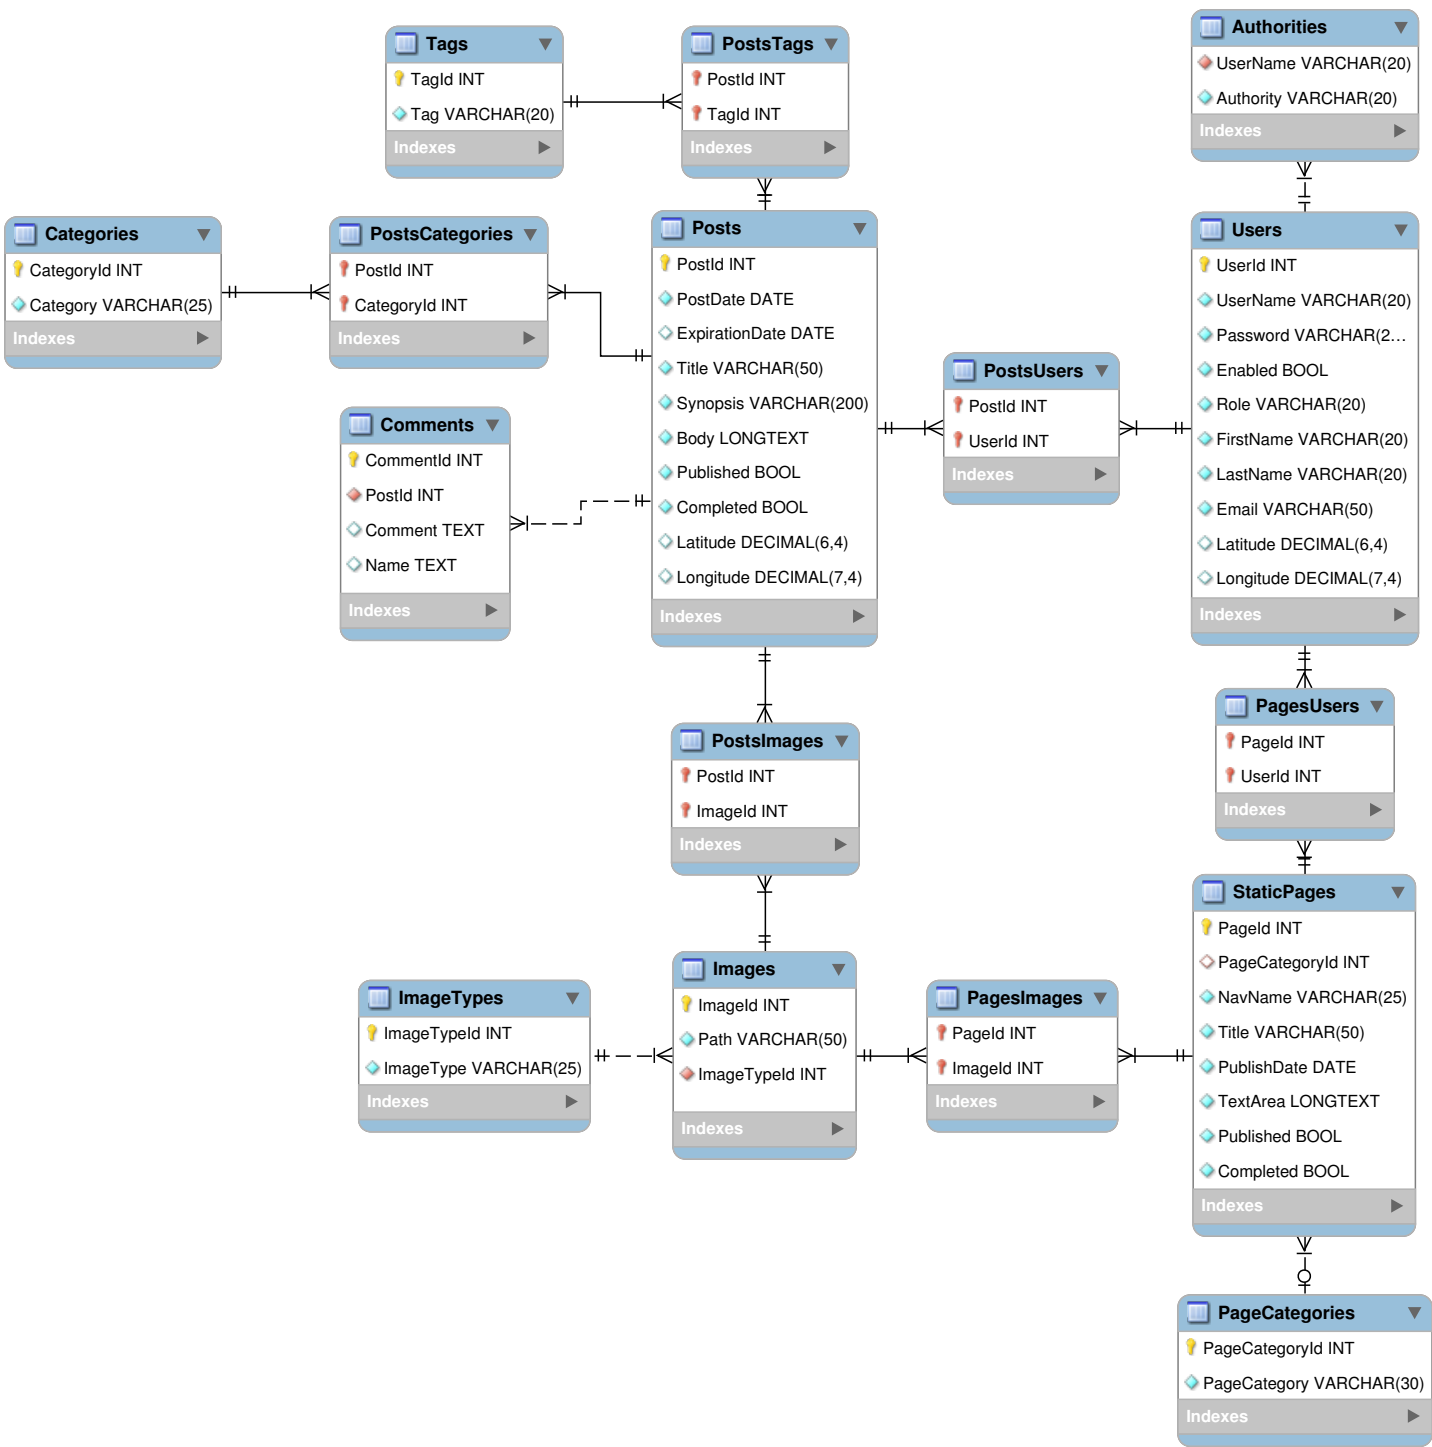 Tags
TagId INT
Tag VARCHAR(20)
Indexes
PostsTags
PostId INT
TagId INT
Indexes
Authorities
UserName VARCHAR(20)
Authority VARCHAR(20)
Indexes
Categories
CategoryId INT
Category VARCHAR(25)
Indexes
PostsCategories
PostId INT
CategoryId INT
Indexes
Posts
PostId INT
PostDate DATE
ExpirationDate DATE
Title VARCHAR(50)
Synopsis VARCHAR(200)
Body LONGTEXT
Published BOOL
Completed BOOL
Latitude DECIMAL(6,4)
Longitude DECIMAL(7,4)
Indexes
Users
UserId INT
UserName VARCHAR(20)
Password VARCHAR(2...
Enabled BOOL
Role VARCHAR(20)
FirstName VARCHAR(20)
LastName VARCHAR(20)
Email VARCHAR(50)
Latitude DECIMAL(6,4)
Longitude DECIMAL(7,4)
Indexes
PostsUsers
PostId INT
UserId INT
Indexes
Comments
CommentId INT
PostId INT
Comment TEXT
Name TEXT
Indexes
PagesUsers
PageId INT
UserId INT
Indexes
PostsImages
PostId INT
ImageId INT
Indexes
StaticPages
PageId INT
PageCategoryId INT
NavName VARCHAR(25)
Title VARCHAR(50)
PublishDate DATE
TextArea LONGTEXT
Published BOOL
Completed BOOL
Indexes
ImageTypes
ImageTypeId INT
ImageType VARCHAR(25)
Indexes
Images
ImageId INT
Path VARCHAR(50)
ImageTypeId INT
Indexes
PagesImages
PageId INT
ImageId INT
Indexes
PageCategories
PageCategoryId INT
PageCategory VARCHAR(30)
Indexes